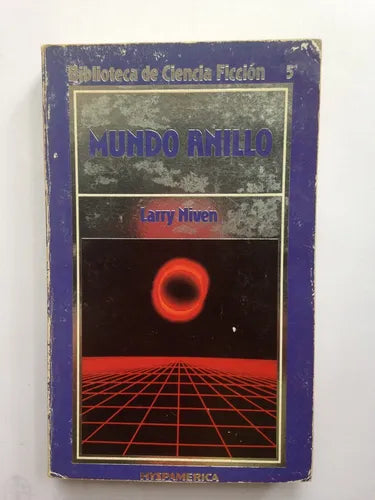 Biblioteca de Ciencia Ficción 5
MUNDO ANILLO
Larry Niven
HYSPAMERICA